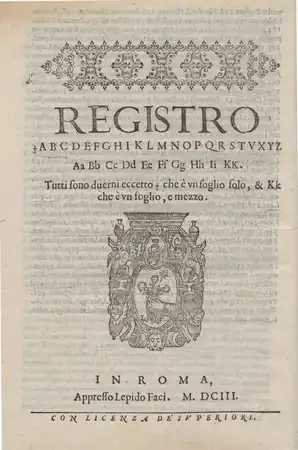 REGISTRO
‡ A B C D E F G H I K L M N O P Q R S T V X Y Z
Aa Bb Cc Dd Ee Ff Gg Hh Ii KK.
Tutti ſono duerni eccetto ‡ che è vn foglio ſolo, & Kk
che è vn foglio, e mezzo.
IN ROMA,
Appreſſo Lepido Faci. M. DCIII.
CON LICENZA DE'SVPERIORI.